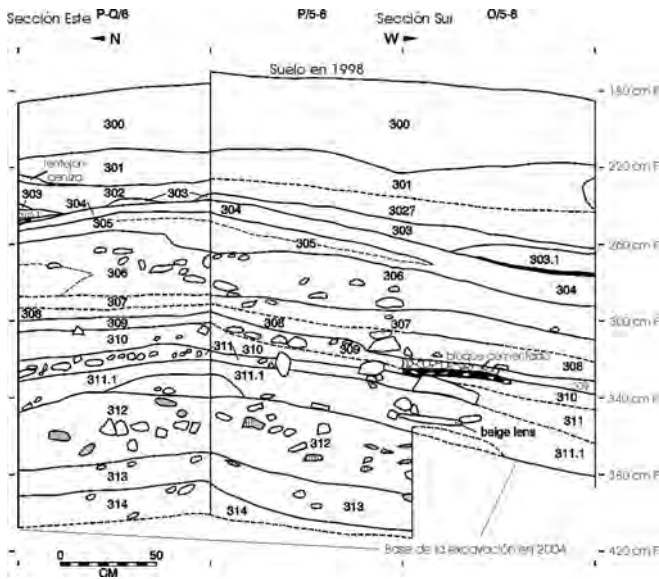 Sección Este P-Q/6 P/5-6 Sección Sur O/5-6
N W
Suelo en 1998
180 cm
300 300
220 cm
301
lentejón ceniza
301
303 302 303
3027
304 304
303
305
305
260 cm
303.1
306 306
304
307
307
300 cm
308
308
309
309
310 311 310
bloque cementado
308
309
310
311.1 311.1
340 cm
311
312 312
beige lens
311.1
313
380 cm
313
314 314
Base de la excavación en 2004
420 cm
0 50
CM